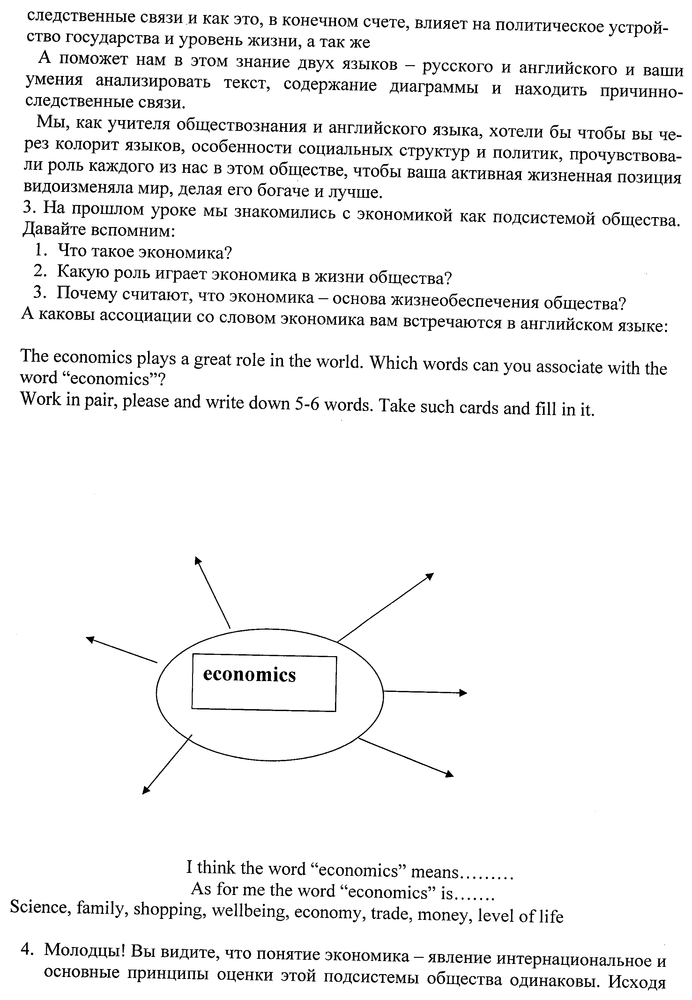 следственные связи и как это, в конечном счете, влияет на политическое устрой-
ство государства и уровень жизни, а так же
А поможет нам в этом знание двух языков – русского и английского и ваши
умения анализировать текст, содержание диаграммы и находить причинно-
следственные связи.
Мы, как учителя обществознания и английского языка, хотели бы чтобы вы че-
рез колорит языков, особенности социальных структур и политик, прочувствова-
ли роль каждого из нас в этом обществе, чтобы ваша активная жизненная позиция
видоизменяла мир, делая его богаче и лучше.
3. На прошлом уроке мы знакомились с экономикой как подсистемой общества.
Давайте вспомним:
1. Что такое экономика?
2. Какую роль играет экономика в жизни общества?
3. Почему считают, что экономика – основа жизнеобеспечения общества?
А каковы ассоциации со словом экономика вам встречаются в английском языке:
The economics plays a great role in the world. Which words can you associate with the
word “economics”?
Work in pair, please and write down 5-6 words. Take such cards and fill in it.
economics
I think the word “economics” means………
As for me the word “economics” is…….
Science, family, shopping, wellbeing, economy, trade, money, level of life
4. Молодцы! Вы видите, что понятие экономика – явление интернациональное и
основные принципы оценки этой подсистемы общества одинаковы. Исходя